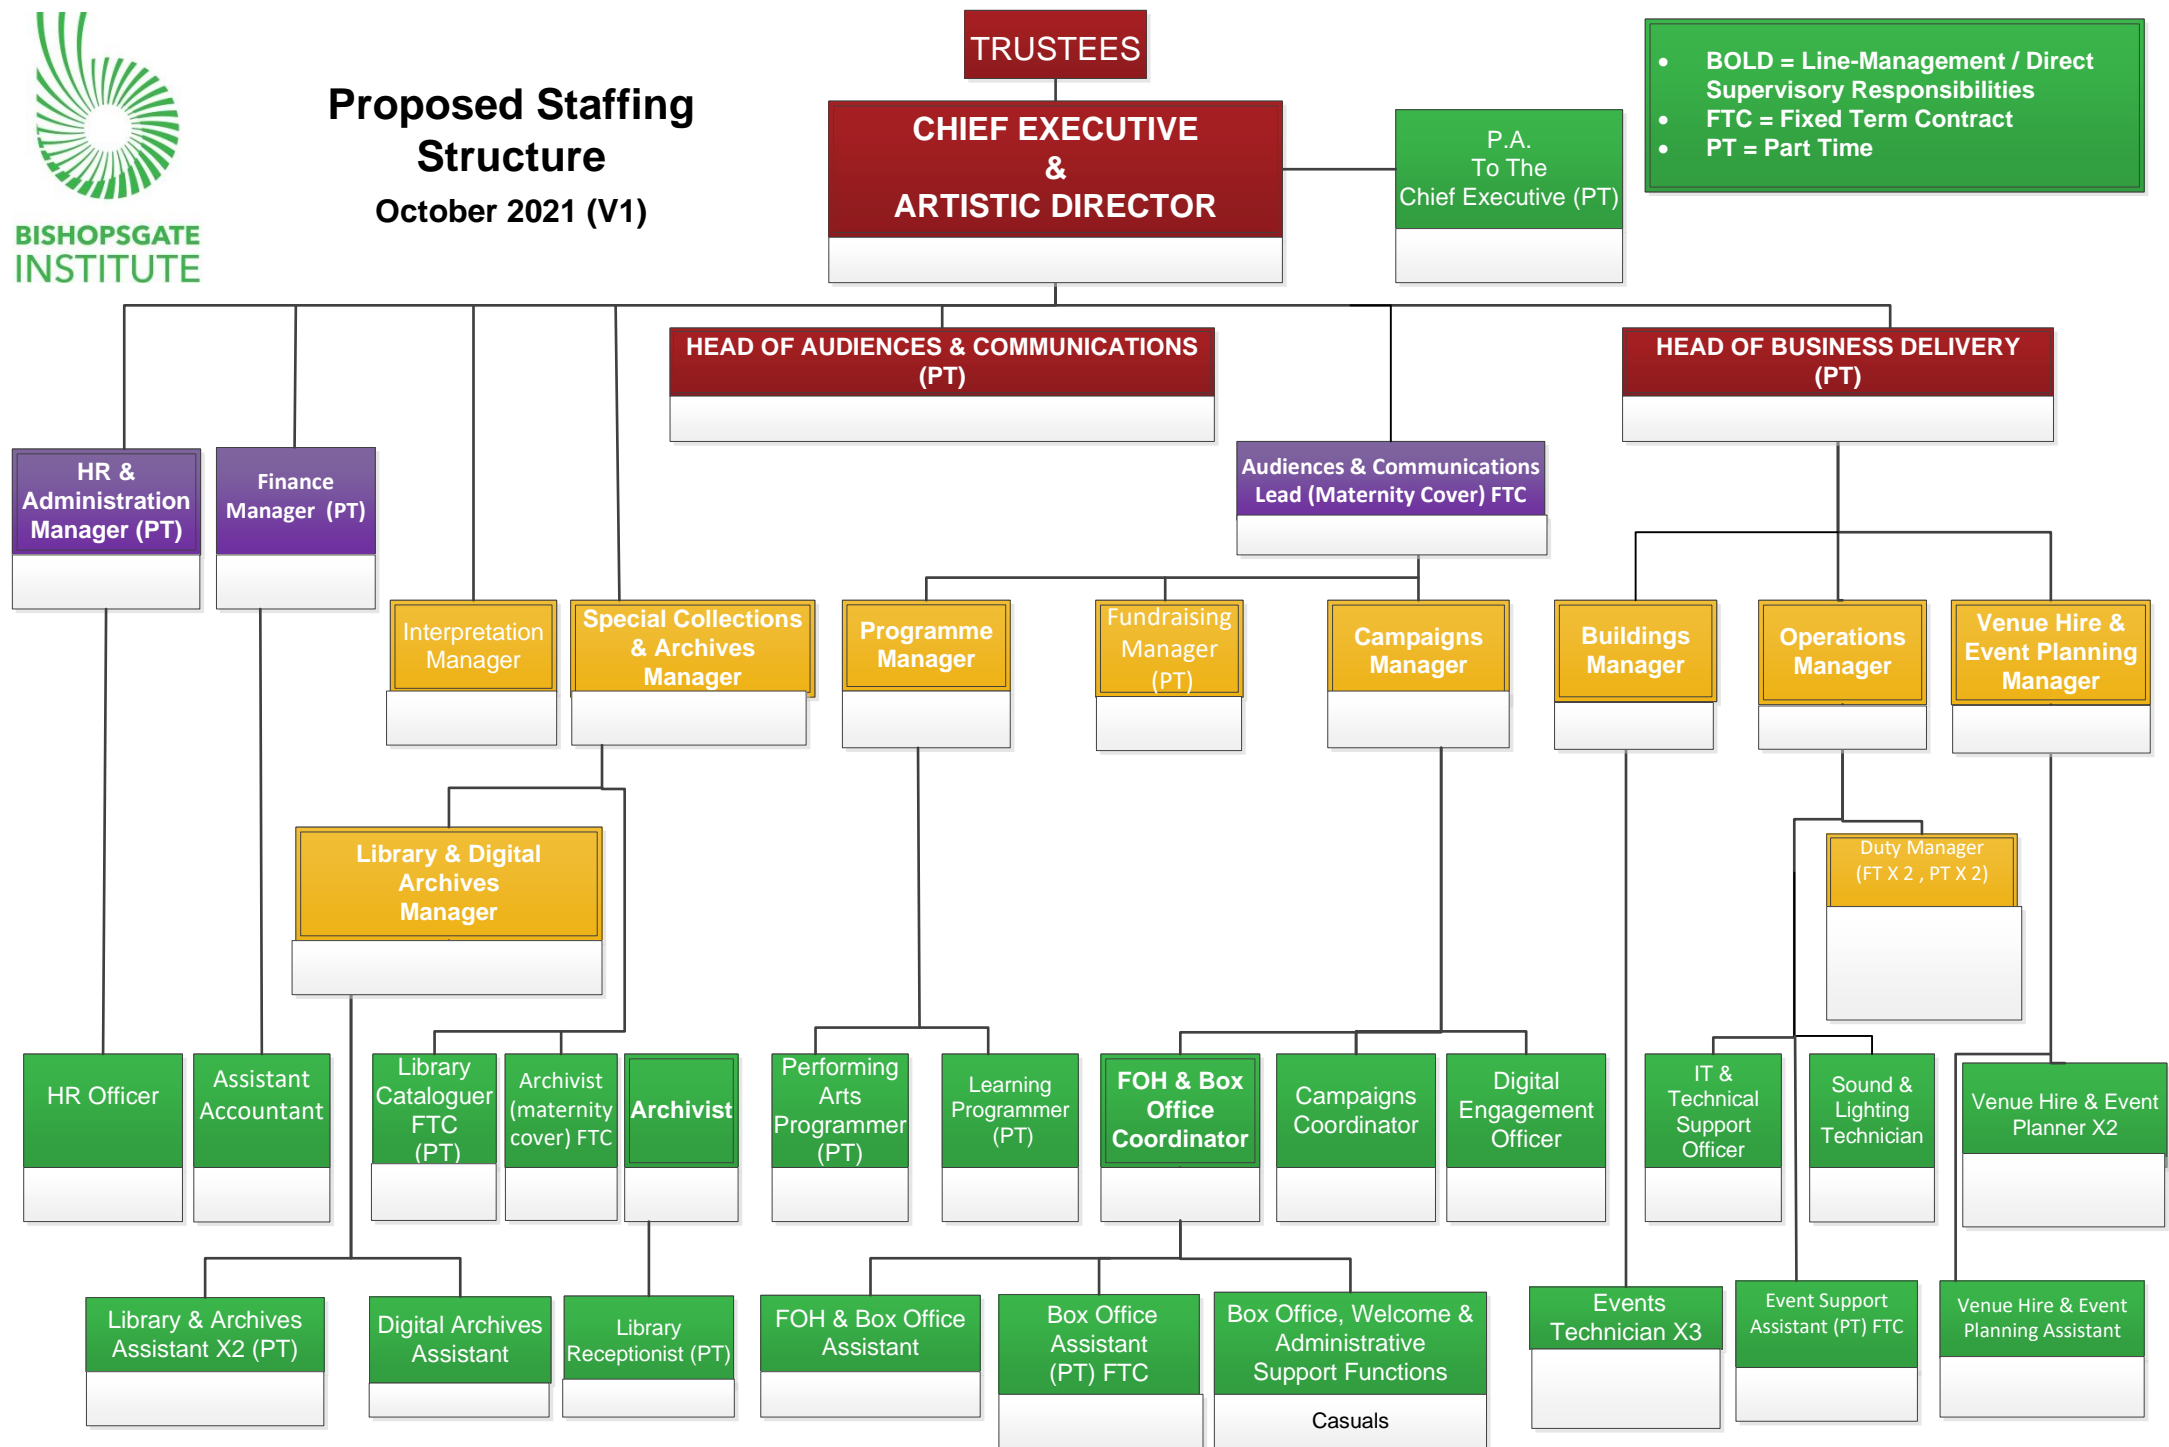 TRUSTEES
BISHOPSGATE
INSTITUTE
Proposed Staffing
Structure
October 2021 (V1)
CHIEF EXECUTIVE
&
ARTISTIC DIRECTOR
P.A.
To The
Chief Executive (PT)
• BOLD = Line-Management / Direct
Supervisory Responsibilities
• FTC = Fixed Term Contract
• PT = Part Time
HEAD OF AUDIENCES & COMMUNICATIONS
(PT)
HEAD OF BUSINESS DELIVERY
(PT)
HR &
Administration
Manager (PT)
Finance
Manager (PT)
Audiences & Communications
Lead (Maternity Cover) FTC
Interpretation
Manager
Special Collections
& Archives
Manager
Programme
Manager
Fundraising
Manager
(PT)
Campaigns
Manager
Buildings
Manager
Operations
Manager
Venue Hire &
Event Planning
Manager
Library & Digital
Archives
Manager
Duty Manager
(FT X 2 , PT X 2)
HR Officer
Assistant
Accountant
Library
Cataloguer
FTC
(PT)
Archivist
(maternity
cover) FTC
Archivist
Performing
Arts
Programmer
(PT)
Learning
Programmer
(PT)
FOH & Box
Office
Coordinator
Campaigns
Coordinator
Digital
Engagement
Officer
IT &
Technical
Support
Officer
Sound &
Lighting
Technician
Venue Hire & Event
Planner X2
Library & Archives
Assistant X2 (PT)
Digital Archives
Assistant
Library
Receptionist (PT)
FOH & Box Office
Assistant
Box Office
Assistant
(PT) FTC
Box Office, Welcome &
Administrative
Support Functions
Casuals
Events
Technician X3
Event Support
Assistant (PT) FTC
Venue Hire & Event
Planning Assistant